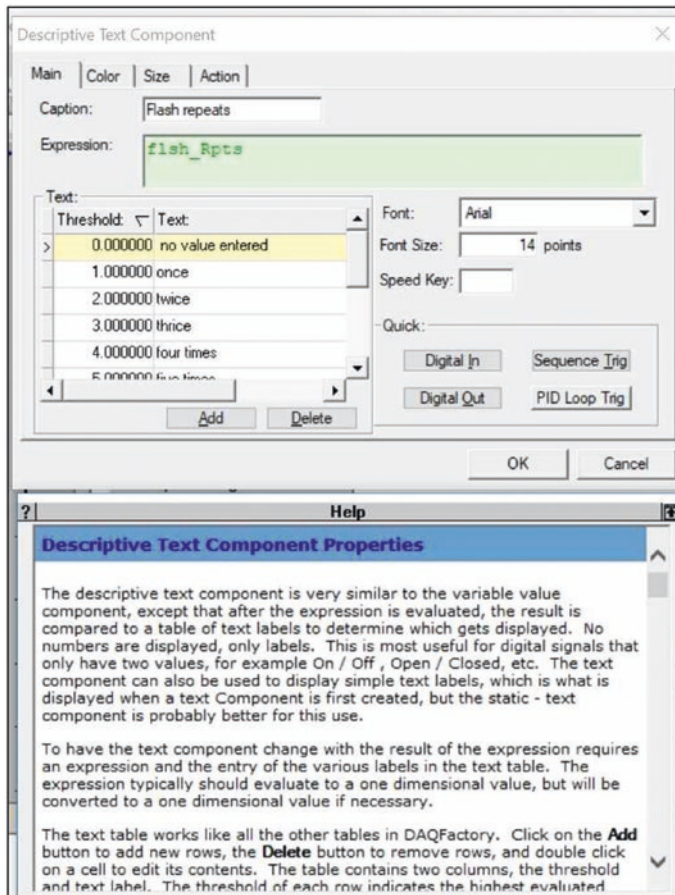 Descriptive Text Component
Main Color Size Action
Caption: Flash repeats
Expression: flsh_Rpts
Text:
Threshold: Text:
0.000000 no value entered
1.000000 once
2.000000 twice
3.000000 thrice
4.000000 four times
5.000000 five times
Add Delete
Font: Arial
Font Size: 14 points
Speed Key:
Quick:
Digital In Sequence Trig
Digital Out PID Loop Trig
OK Cancel
? Help
Descriptive Text Component Properties
The descriptive text component is very similar to the variable value
component, except that after the expression is evaluated, the result is
compared to a table of text labels to determine which gets displayed. No
numbers are displayed, only labels. This is most useful for digital signals that
only have two values, for example On / Off , Open / Closed, etc. The text
component can also be used to display simple text labels, which is what is
displayed when a text Component is first created, but the static - text
component is probably better for this use.
To have the text component change with the result of the expression requires
an expression and the entry of the various labels in the text table. The
expression typically should evaluate to a one dimensional value, but will be
converted to a one dimensional value if necessary.
The text table works like all the other tables in DAQFactory. Click on the Add
button to add new rows, the Delete button to remove rows, and double click
on a cell to edit its contents. The table contains two columns, the threshold
and text label. The threshold of each row indicates the highest evaluated